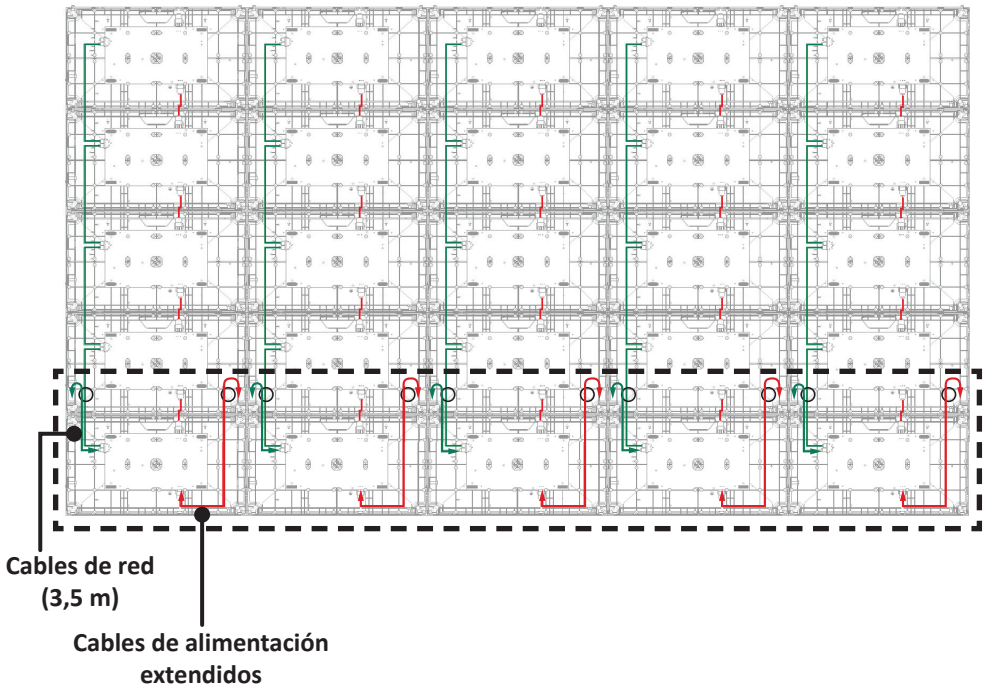 Cables de red
(3,5 m)
Cables de alimentación
extendidos